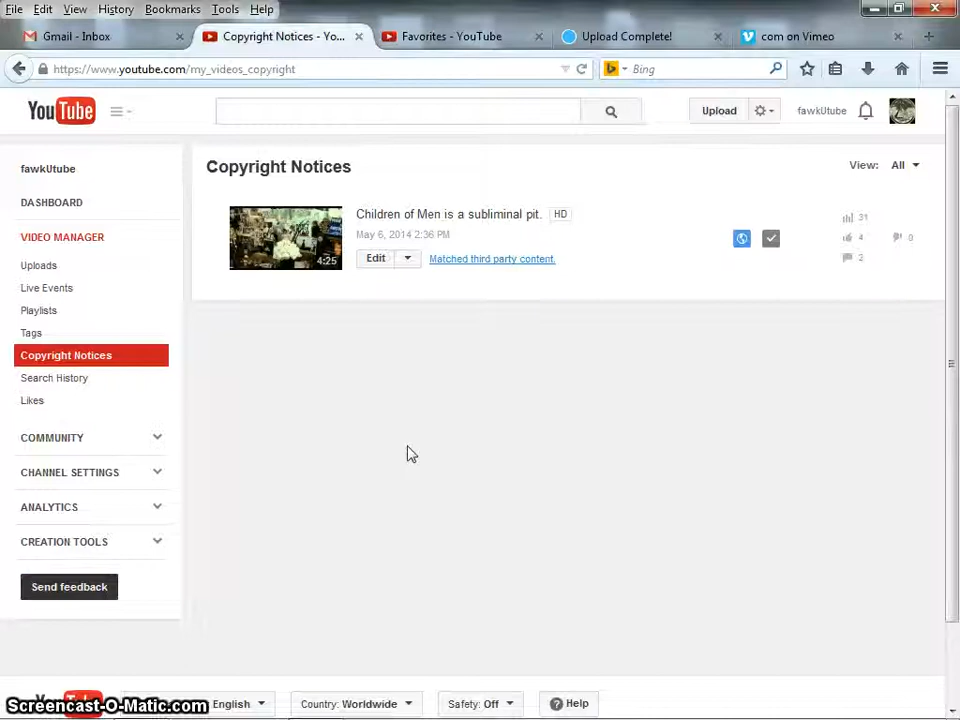 File Edit View History Bookmarks Tools Help
Gmail - Inbox × Copyright Notices - Yo... × Favorites - YouTube × Upload Complete! × com on Vimeo × +
https://www.youtube.com/my_videos_copyright Bing
YouTube Upload fawkUtube
fawkUtube
DASHBOARD
VIDEO MANAGER
Uploads
Live Events
Playlists
Tags
Copyright Notices
Search History
Likes
COMMUNITY
CHANNEL SETTINGS
ANALYTICS
CREATION TOOLS
Send feedback
Copyright Notices View: All
Children of Men is a subliminal pit. HD 31
May 6, 2014 2:36 PM 4 0
4:25 Edit Matched third party content. 2
English Country: Worldwide Safety: Off Help
Screencast-O-Matic.com